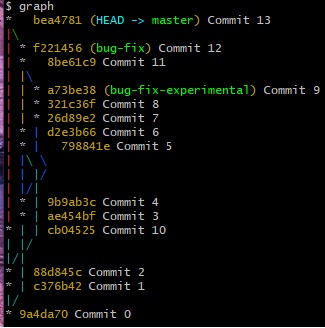 $ graph
*   bea4781 (HEAD -> master) Commit 13
|\
| * f221456 (bug-fix) Commit 12
| *   8be61c9 Commit 11
| |\
| | * a73be38 (bug-fix-experimental) Commit 9
| | * 321c36f Commit 8
| | * 26d89e2 Commit 7
| | * | d2e3b66 Commit 6
| | *   798841e Commit 5
| |\ \
| | |/
| |/|
| | * 9b9ab3c Commit 4
| | * ae454bf Commit 3
| * | cb04525 Commit 10
| |/
|/|
* | 88d845c Commit 2
* | c376b42 Commit 1
|/
* 9a4da70 Commit 0